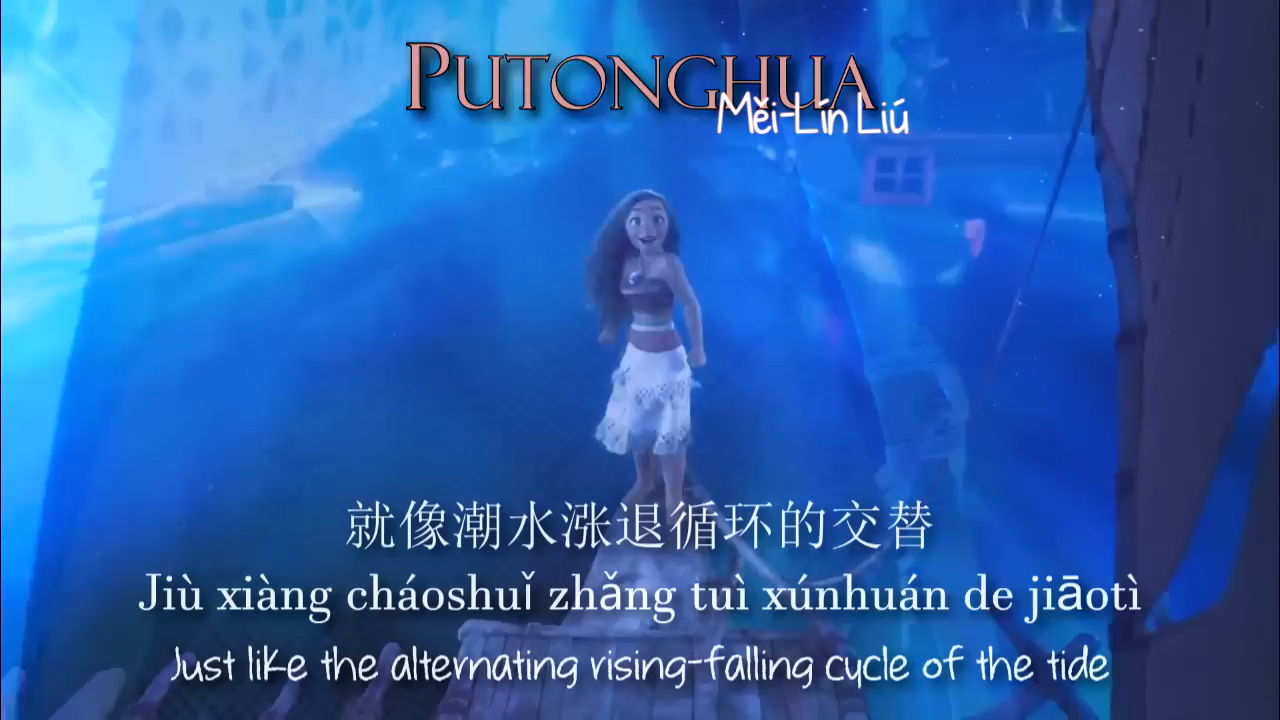 PUTONGHUA
Měi-Lín Liú
就像潮水涨退循环的交替
Jiù xiàng cháoshuǐ zhǎng tuì xúnhuán de jiāotì
Just like the alternating rising-falling cycle of the tide